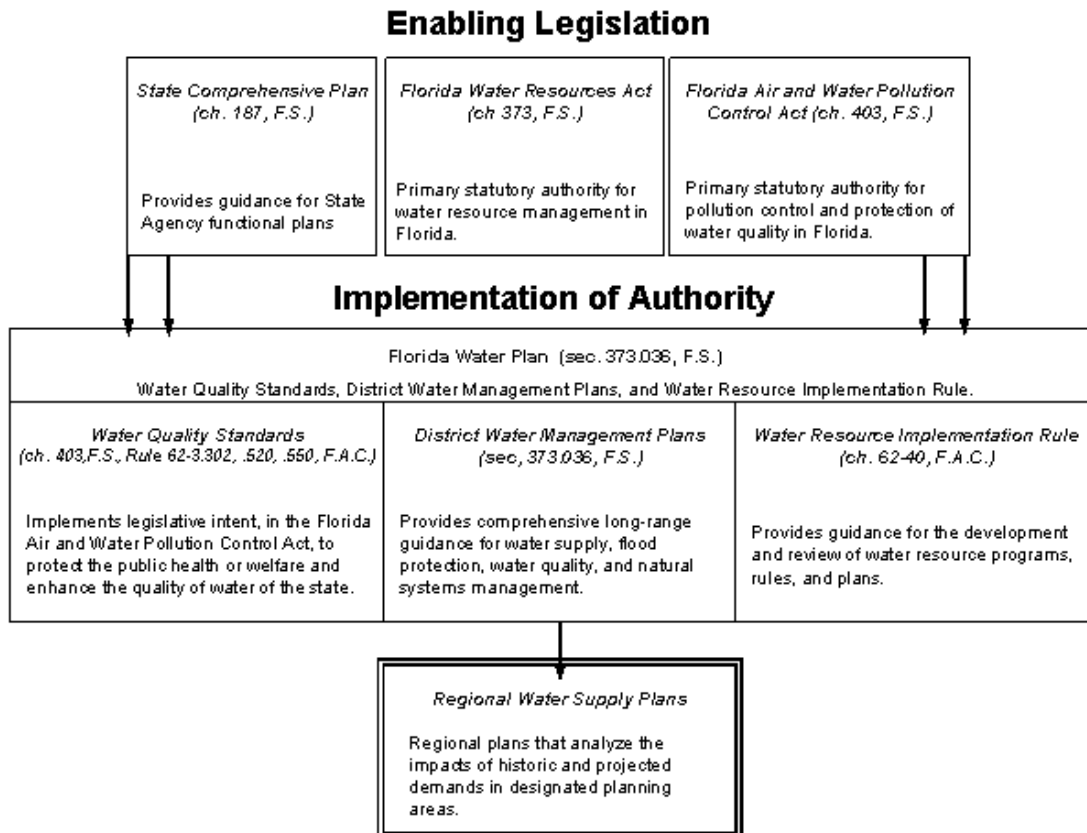 Enabling Legislation
State Comprehensive Plan
(ch. 187, F.S.)
Provides guidance for State
Agency functional plans
Florida Water Resources Act
(ch 373, F.S.)
Primary statutory authority for
water resource management in
Florida.
Florida Air and Water Pollution
Control Act (ch. 403, F.S.)
Primary statutory authority for
pollution control and protection of
water quality in Florida.
Implementation of Authority
Florida Water Plan (sec. 373.036, F.S.)
Water Quality Standards, District Water Management Plans, and Water Resource Implementation Rule.
Water Quality Standards
(ch. 403,F.S., Rule 62-3.302, .520, .550, F.A.C.)
Implements legislative intent, in the Florida
Air and Water Pollution Control Act, to
protect the public health or welfare and
enhance the quality of water of the state.
District Water Management Plans
(sec, 373.036, F.S.)
Provides comprehensive long-range
guidance for water supply, flood
protection, water quality, and natural
systems management.
Water Resource Implementation Rule
(ch. 62-40, F.A.C.)
Provides guidance for the development
and review of water resource programs,
rules, and plans.
Regional Water Supply Plans
Regional plans that analyze the
impacts of historic and projected
demands in designated planning
areas.